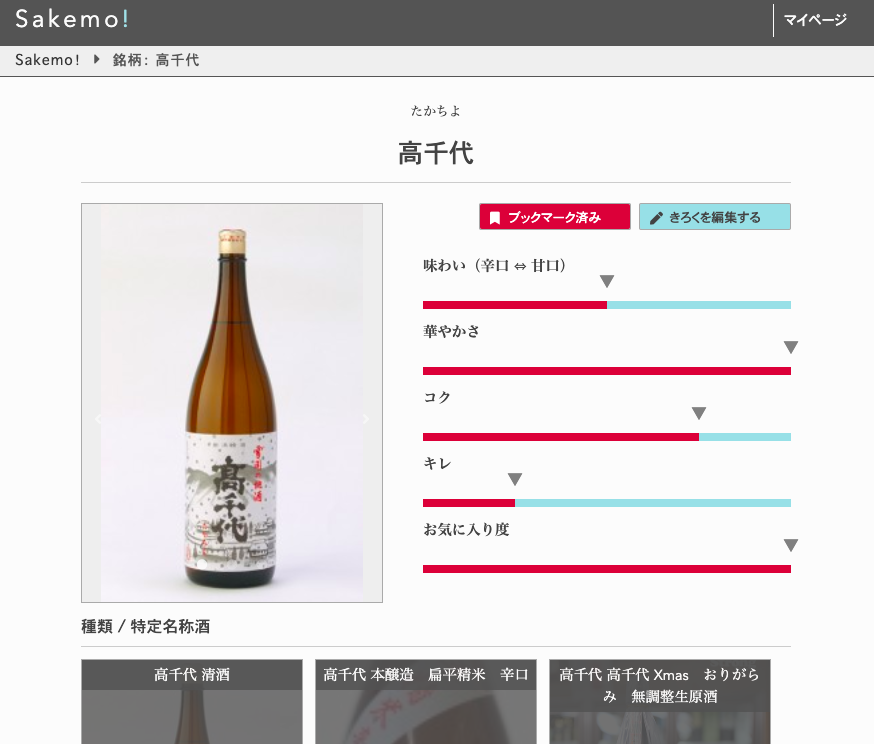 Sakemo!
マイページ
Sakemo! 銘柄: 高千代
たかちよ
高千代
ブックマーク済み
きろくを編集する
味わい（辛口 ⇔ 甘口）
華やかさ
コク
キレ
お気に入り度
高千代
種類 / 特定名称酒
高千代 清酒
高千代 本醸造　扁平精米　辛口
高千代 高千代 Xmas　おりがら
み　無調整生原酒